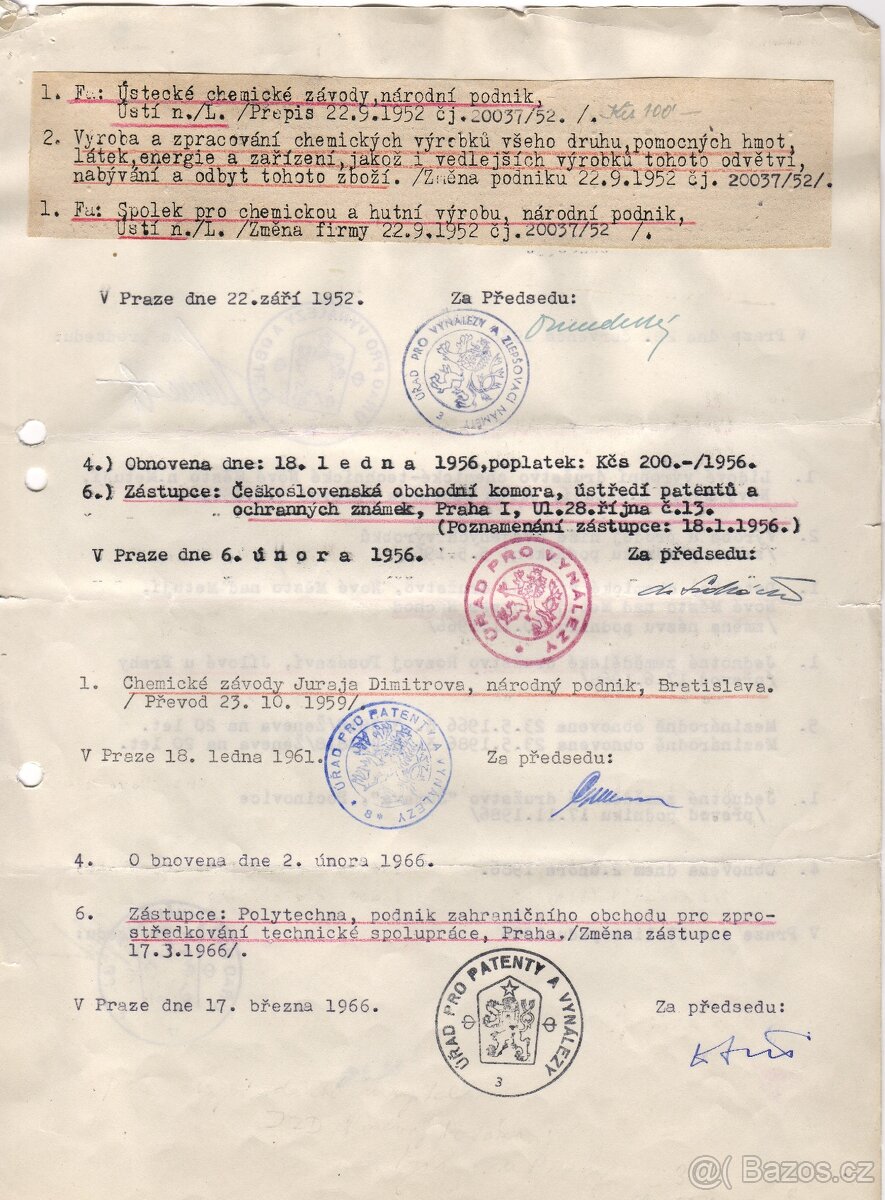 1. Fa: Ústecké chemické závody,národní podnik,
Ústí n./L. /Přepis 22.9.1952 čj.20037/52. /. Kčs 100 -
2. Vyroba a zpracování chemických výrobků všeho druhu,pomocných hmot,
látek,energie a zařízení,jakož i vedlejších výrobků tohoto odvětví,
nabývání a odbyt tohoto zboží. /Změna podniku 22.9.1952 čj. 20037/52/.
1. Fa: Spolek pro chemickou a hutní výrobu, národní podnik,
Ústí n./L. /Změna firmy 22.9.1952 čj.20037/52 /.
V Praze dne 22.září 1952. Za Předsedu:
ÚŘAD PRO VYNÁLEZY A ZLEPŠOVACÍ NÁMĚTY
4.) Obnovena dne: 18. l e d n a 1956,poplatek: Kčs 200.-/1956.
6.) Zástupce: Československá obchodní komora, ústředí patentů a
ochranných známek, Praha I, Ul.28.října č.13.
(Poznamenání zástupce: 18.1.1956.)
V Praze dne 6. ú n o r a 1956. Za předsedu:
ÚŘAD PRO VYNÁLEZY
1. Chemické závody Juraja Dimitrova, národný podnik, Bratislava.
/ Převod 23. 10. 1959/.
V Praze 18. ledna 1961. Za předsedu:
ÚŘAD PRO PATENTY A VYNÁLEZY * 8 *
4. O bnovena dne 2. února 1966.
6. Zástupce: Polytechna, podnik zahraničního obchodu pro zpro-
středkování technické spolupráce, Praha./Změna zástupce
17.3.1966/.
V Praze dne 17. března 1966. Za předsedu:
ÚŘAD PRO PATENTY A VYNÁLEZY
3
@( Bazos.cz